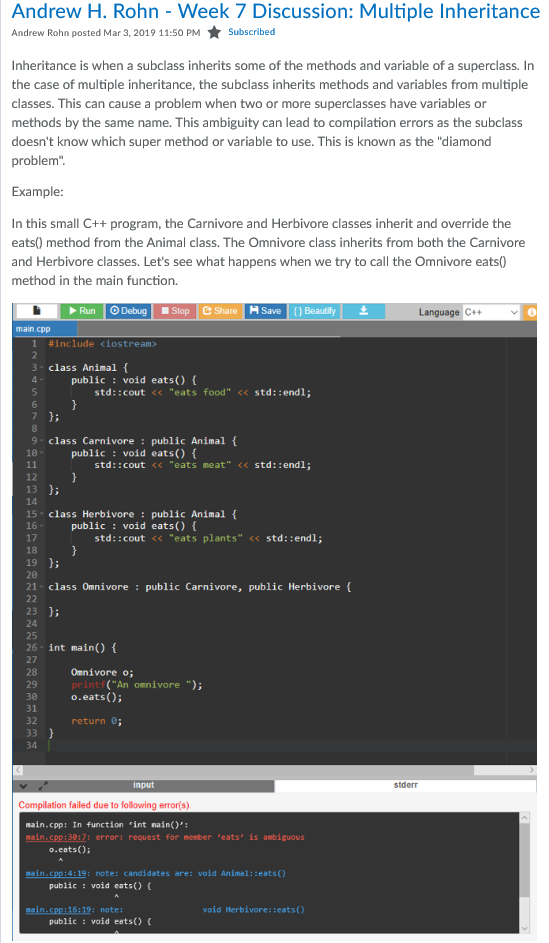 Andrew H. Rohn - Week 7 Discussion: Multiple Inheritance
Andrew Rohn posted Mar 3, 2019 11:50 PM ★ Subscribed
Inheritance is when a subclass inherits some of the methods and variable of a superclass. In
the case of multiple inheritance, the subclass inherits methods and variables from multiple
classes. This can cause a problem when two or more superclasses have variables or
methods by the same name. This ambiguity can lead to compilation errors as the subclass
doesn't know which super method or variable to use. This is known as the "diamond
problem".
Example:
In this small C++ program, the Carnivore and Herbivore classes inherit and override the
eats() method from the Animal class. The Omnivore class inherits from both the Carnivore
and Herbivore classes. Let's see what happens when we try to call the Omnivore eats()
method in the main function.
Run Debug Stop Share Save {} Beautify Language C++
main.cpp
1 #include <iostream>
2
3 class Animal {
4 public : void eats() {
5 std::cout << "eats food" << std::endl;
6 }
7 };
8
9 class Carnivore : public Animal {
10 public : void eats() {
11 std::cout << "eats meat" << std::endl;
12 }
13 };
14
15 class Herbivore : public Animal {
16 public : void eats() {
17 std::cout << "eats plants" << std::endl;
18 }
19 };
20
21 class Omnivore : public Carnivore, public Herbivore {
22
23 };
24
25
26 int main() {
27
28 Omnivore o;
29 printf("An omnivore ");
30 o.eats();
31
32 return 0;
33 }
34
input stderr
Compilation failed due to following error(s).
main.cpp: In function 'int main()':
main.cpp:30:7: error: request for member 'eats' is ambiguous
o.eats();
^
main.cpp:4:19: note: candidates are: void Animal::eats()
public : void eats() {
^
main.cpp:16:19: note: void Herbivore::eats()
public : void eats() {
^